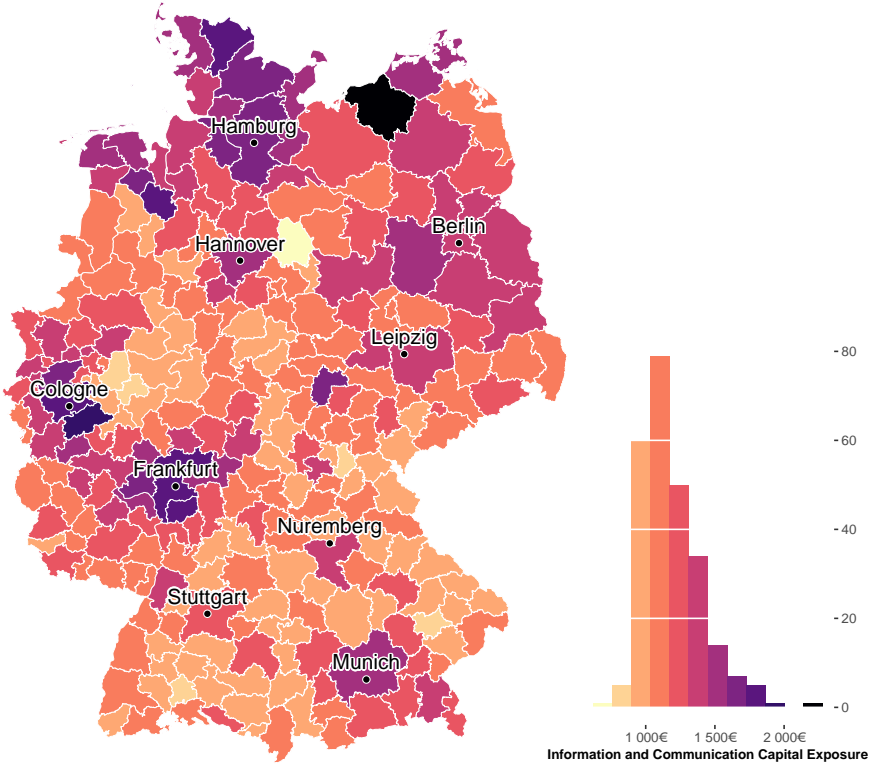 Hamburg
Berlin
Hannover
Leipzig
Cologne
Frankfurt
Nuremberg
Stuttgart
Munich
80
60
40
20
0
1 000€ 1 500€ 2 000€
Information and Communication Capital Exposure